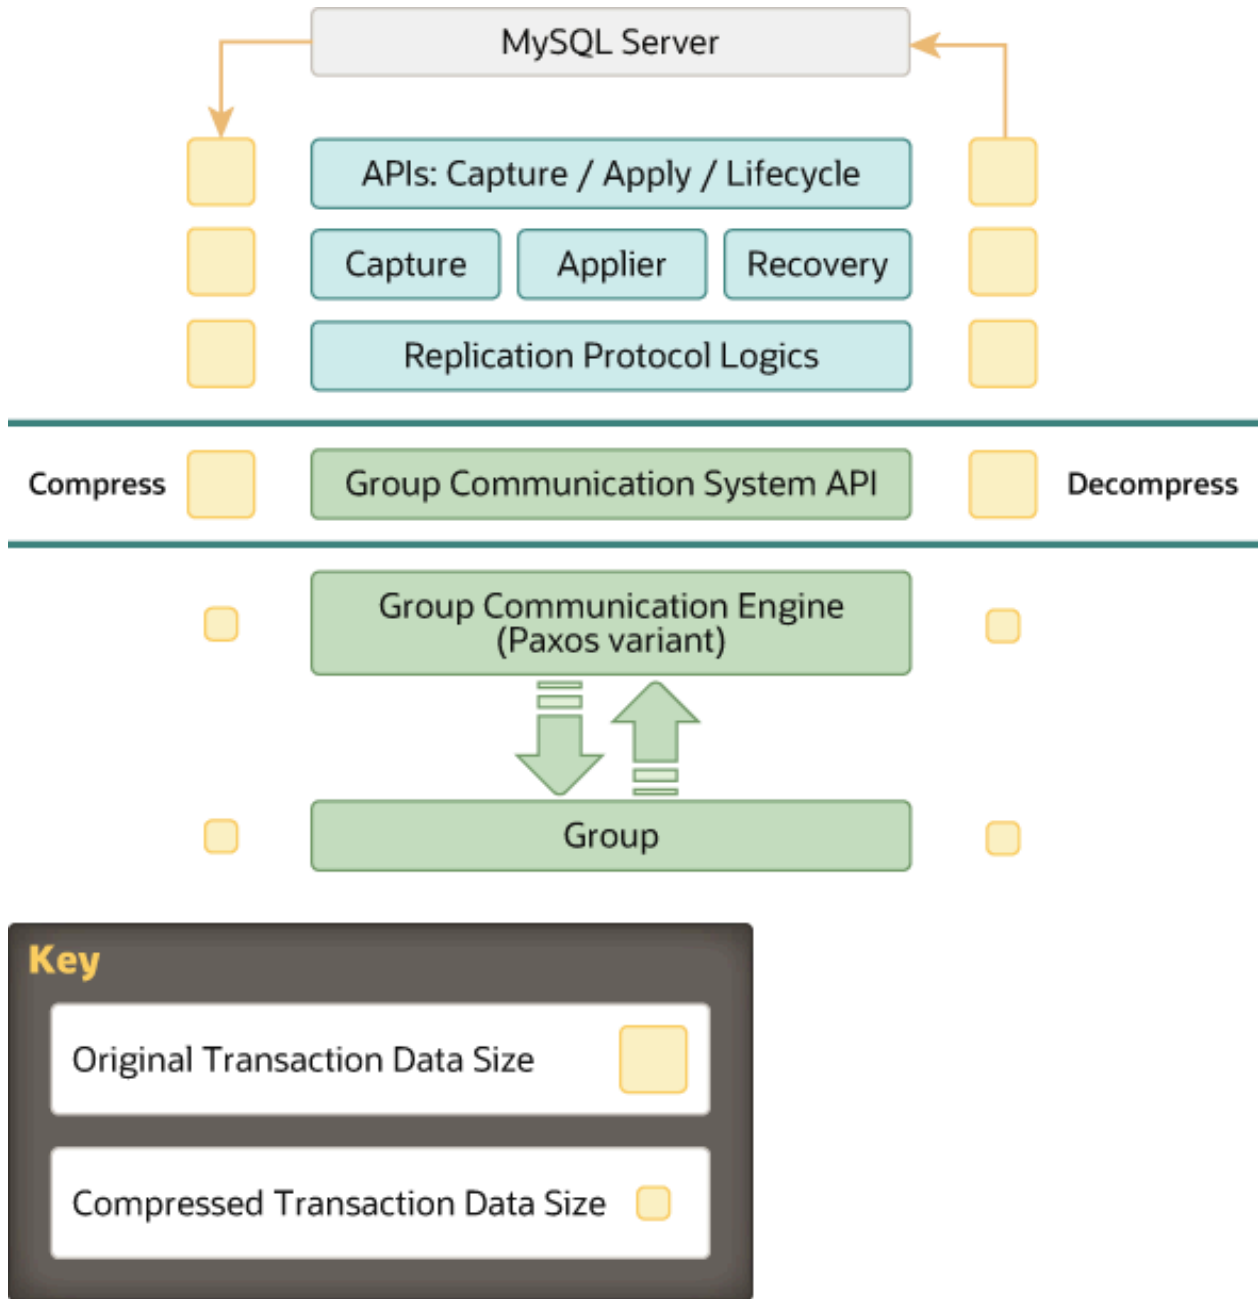 MySQL Server
APIs: Capture / Apply / Lifecycle
Capture
Applier
Recovery
Replication Protocol Logics
Compress
Group Communication System API
Decompress
Group Communication Engine
(Paxos variant)
Group
Key
Original Transaction Data Size
Compressed Transaction Data Size